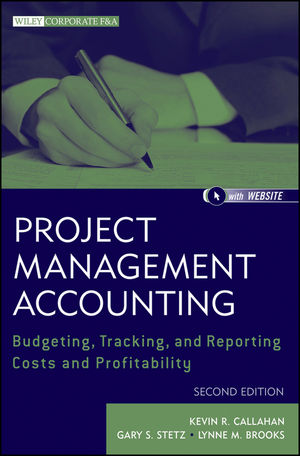 WILEY CORPORATE F&A
with WEBSITE
PROJECT
MANAGEMENT
ACCOUNTING
Budgeting, Tracking, and Reporting
Costs and Profitability
SECOND EDITION
KEVIN R. CALLAHAN
GARY S. STETZ • LYNNE M. BROOKS